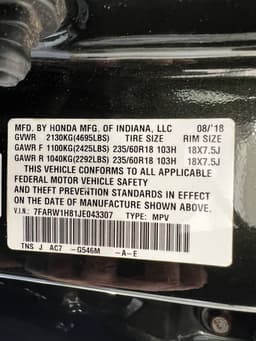 MFD. BY HONDA MFG. OF INDIANA, LLC 08/'18
GVWR 2130KG(4695LBS) TIRE SIZE RIM SIZE
GAWR F 1100KG(2425LBS) 235/60R18 103H 18X7.5J
GAWR R 1040KG(2292LBS) 235/60R18 103H 18X7.5J
THIS VEHICLE CONFORMS TO ALL APPLICABLE
FEDERAL MOTOR VEHICLE SAFETY
AND THEFT PREVENTION STANDARDS IN EFFECT
ON THE DATE OF MANUFACTURE SHOWN ABOVE.
V.I.N.: 7FARW1H81JE043307 TYPE: MPV
TNS J AC7 -G546M -A-E